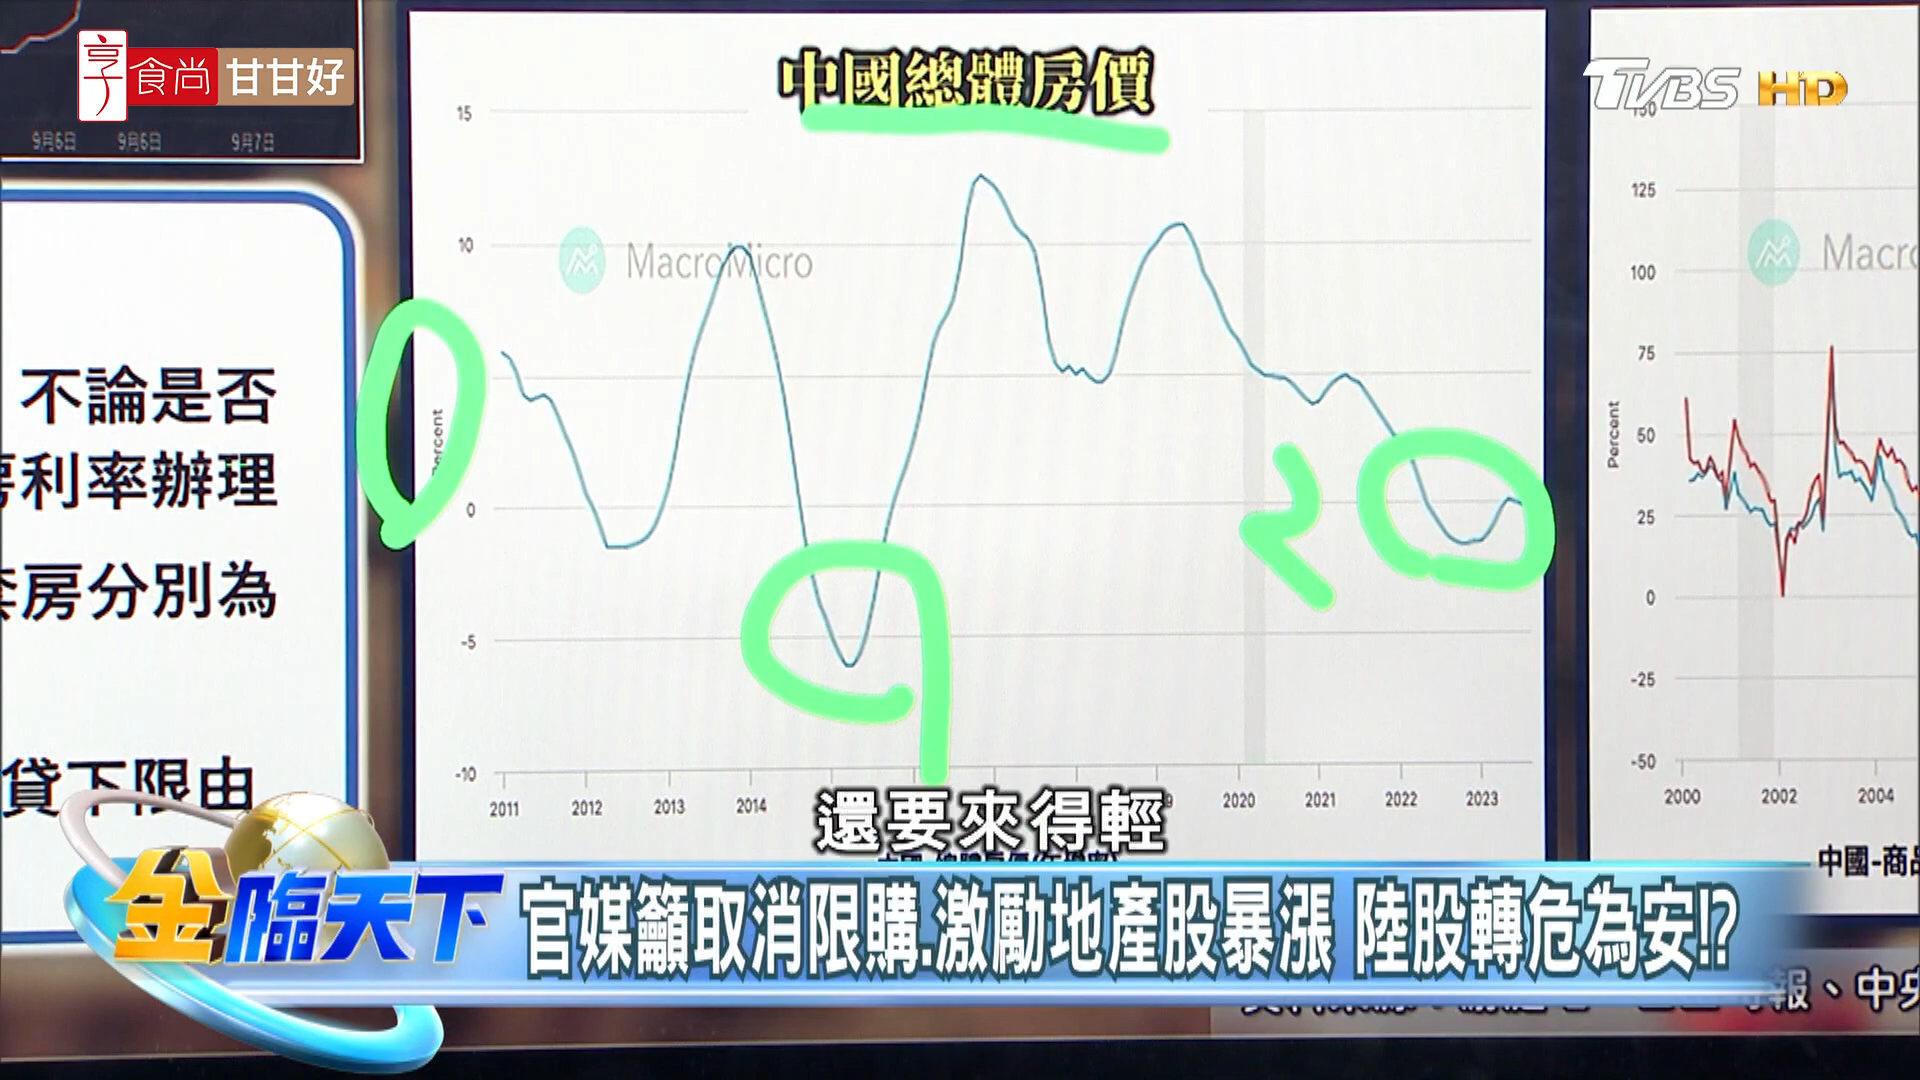 享食尚 甘甘好
TVBS HD
9月6日 9月6日 9月7日
不論是否
利率辦理
房分別為
貸下限由
中國總體房價
MacroMicro
Percent
15
10
0
-5
-10
2011 2012 2013 2014 2020 2021 2022 2023
Macro
Percent
150
125
100
75
50
25
0
-25
-50
2000 2002 2004
中國-商品
還要來得輕
金臨天下
官媒籲取消限購.激勵地產股暴漲 陸股轉危為安!?
報、中央